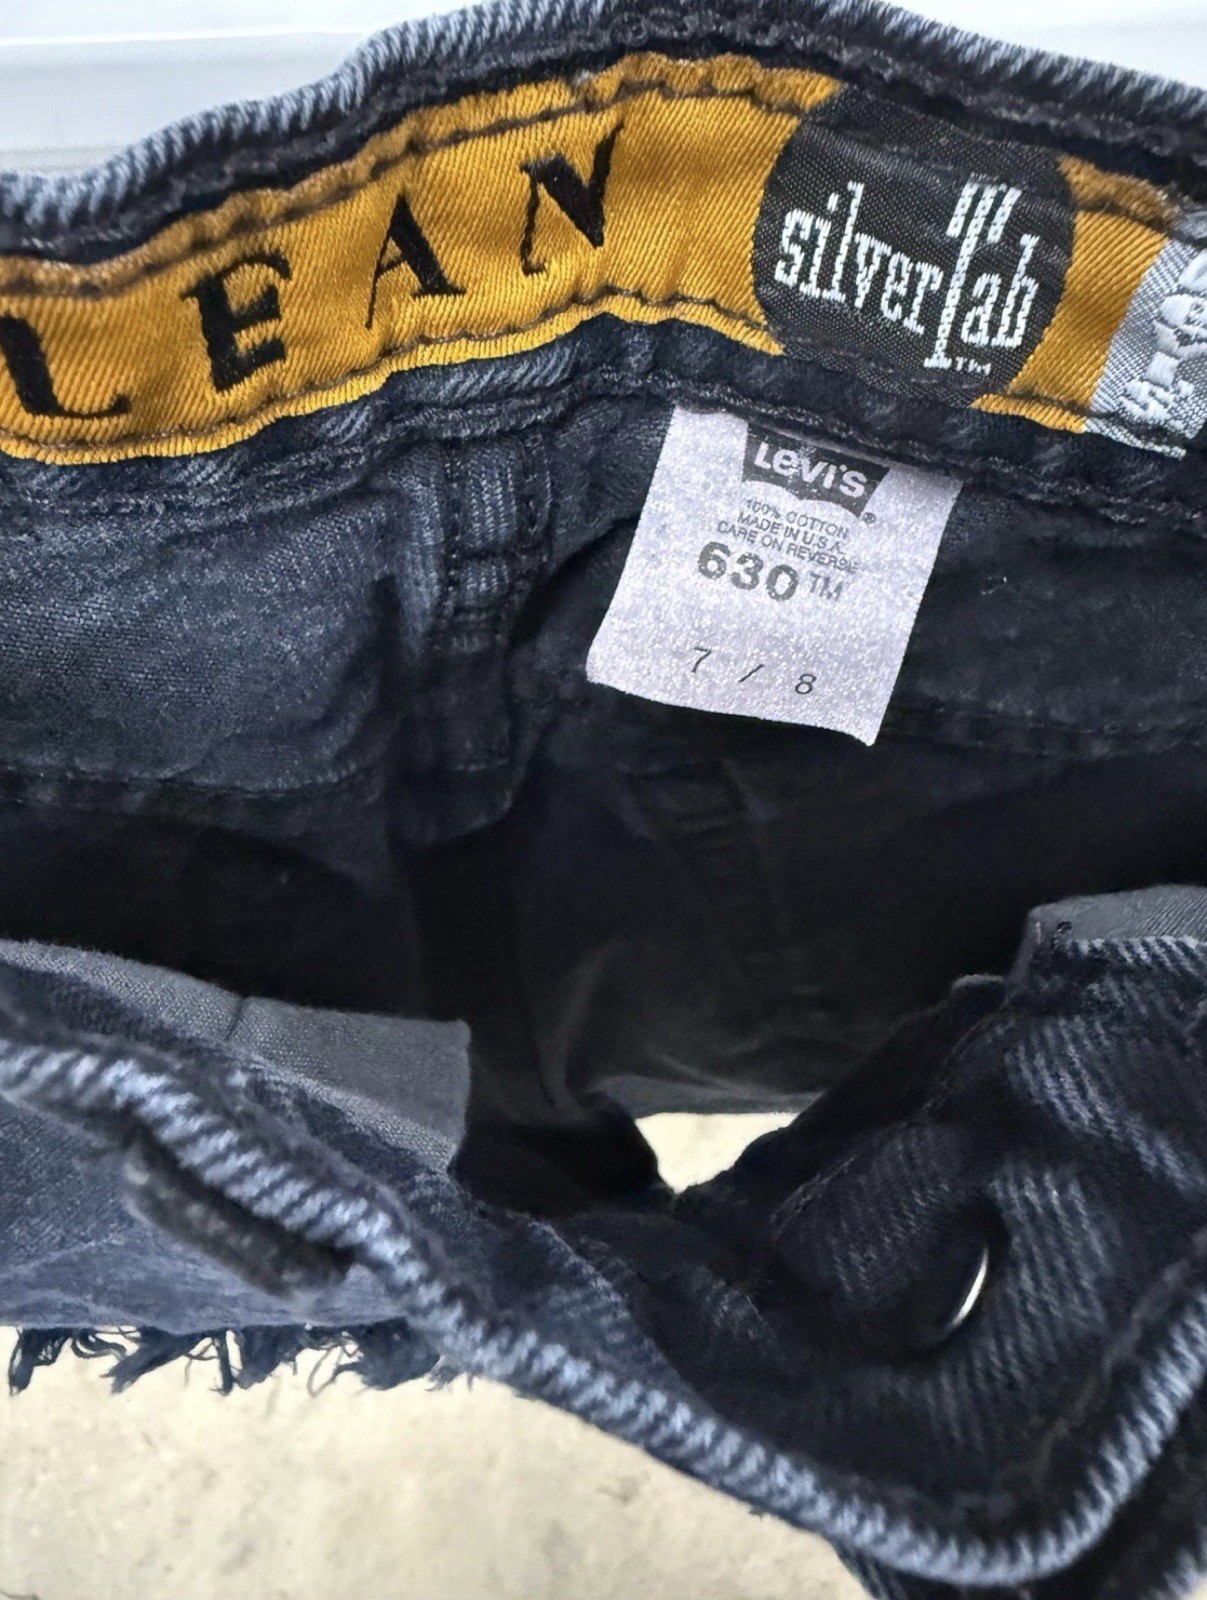 LEAN
silverTab
TM
Levi's
®
100% COTTON
MADE IN U.S.A.
CARE ON REVERSE
630 TM
7 / 8